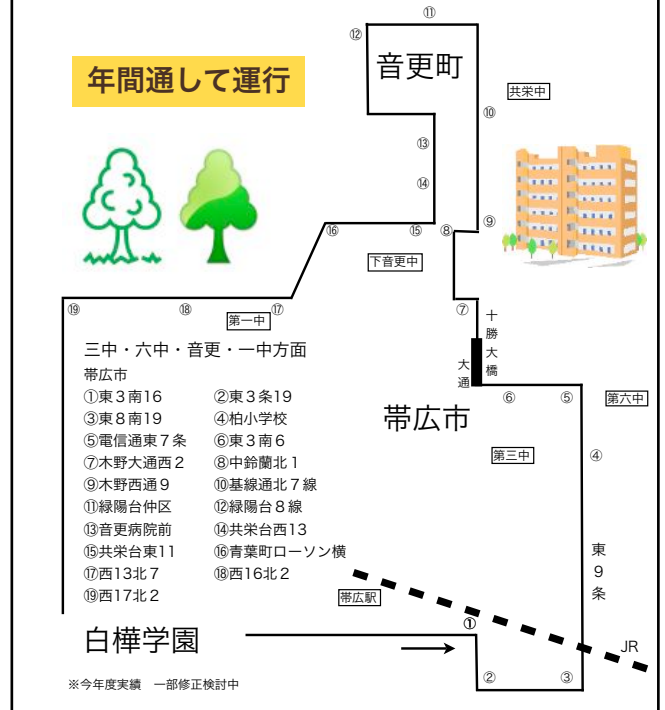 ⑪
⑫
年間通して運行
音更町
共栄中
⑩
⑬
⑭
⑯
⑮
⑧
⑨
下音更中
⑲
⑱
⑰
第一中
⑦
十勝大橋
大通
三中・六中・音更・一中方面
帯広市
①東３南16 ②東３条19
③東８南19 ④柏小学校
⑤電信通東７条 ⑥東３南６
⑦木野大通西２ ⑧中鈴蘭北１
⑨木野西通９ ⑩基線通北７線
⑪緑陽台仲区 ⑫緑陽台８線
⑬音更病院前 ⑭共栄台西13
⑮共栄台東11 ⑯青葉町ローソン横
⑰西13北７ ⑱西16北２
⑲西17北２
帯広市
⑥
⑤
第六中
第三中
④
東９条
帯広駅
①
白樺学園
JR
②
③
※今年度実績 一部修正検討中